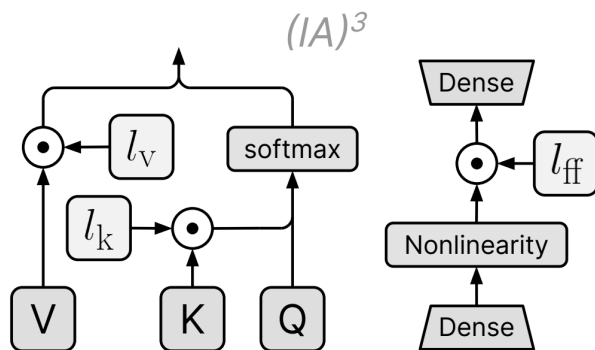 (IA)³
l_v
softmax
l_k
V
K
Q
Dense
l_ff
Nonlinearity
Dense